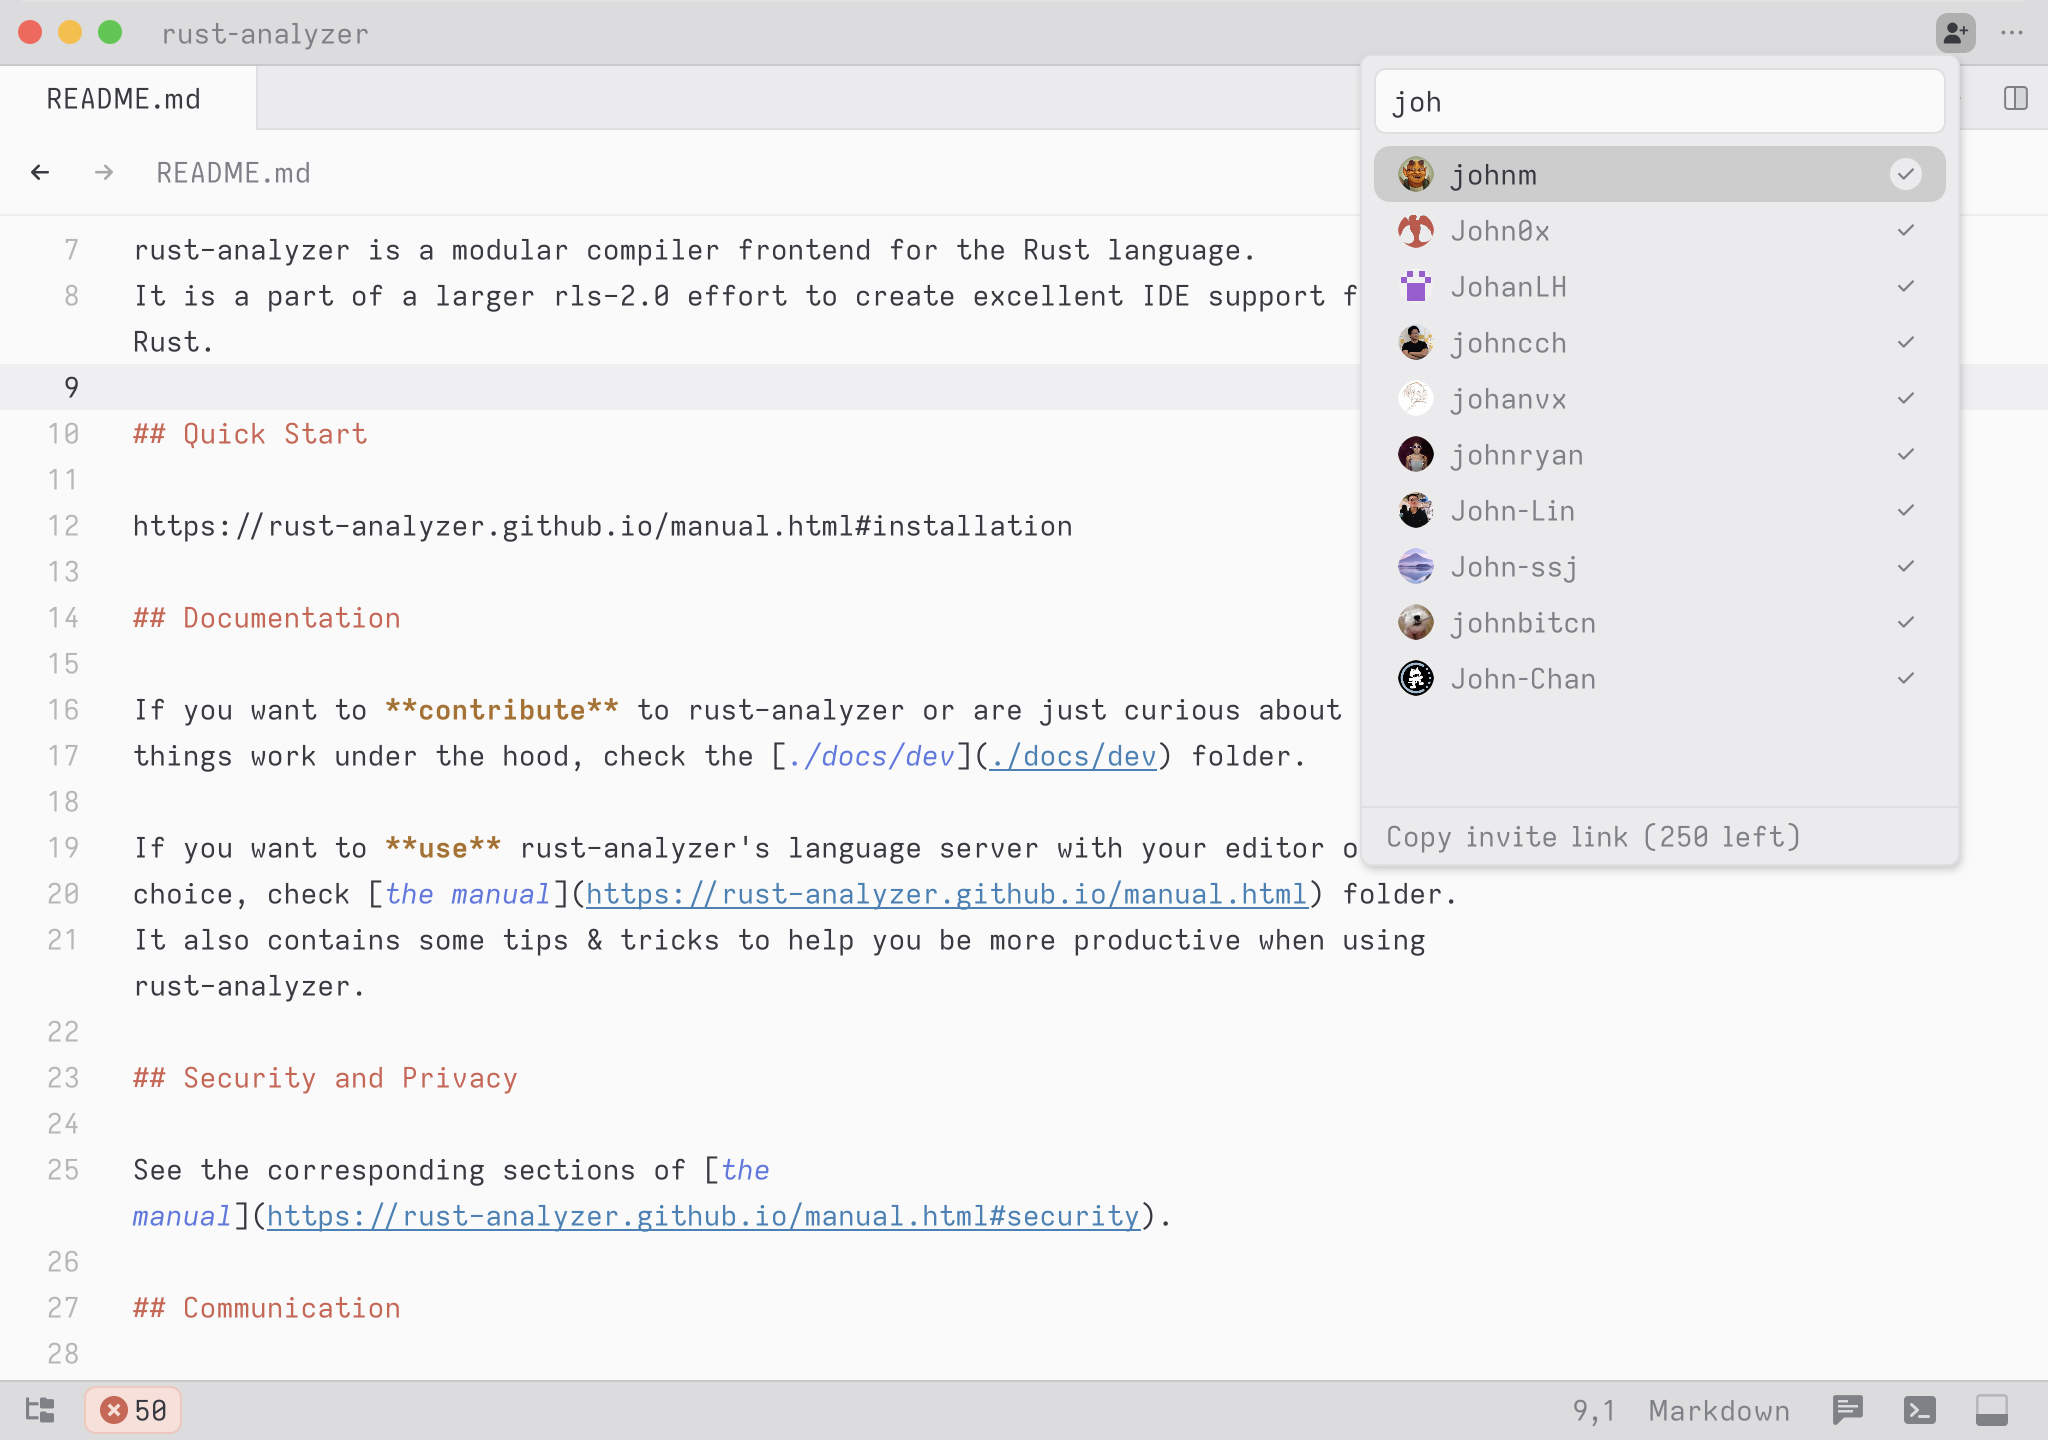 rust-analyzer
README.md
joh
README.md
johnm
John0x
JohanLH
johncch
johanvx
johnryan
John-Lin
John-ssj
johnbitcn
John-Chan
Copy invite link (250 left)
7 rust-analyzer is a modular compiler frontend for the Rust language.
8 It is a part of a larger rls-2.0 effort to create excellent IDE support f
Rust.
9
10 ## Quick Start
11
12 https://rust-analyzer.github.io/manual.html#installation
13
14 ## Documentation
15
16 If you want to **contribute** to rust-analyzer or are just curious about
17 things work under the hood, check the [./docs/dev](./docs/dev) folder.
18
19 If you want to **use** rust-analyzer's language server with your editor o
20 choice, check [the manual](https://rust-analyzer.github.io/manual.html) folder.
21 It also contains some tips & tricks to help you be more productive when using
rust-analyzer.
22
23 ## Security and Privacy
24
25 See the corresponding sections of [the
manual](https://rust-analyzer.github.io/manual.html#security).
26
27 ## Communication
28
50
9,1 Markdown